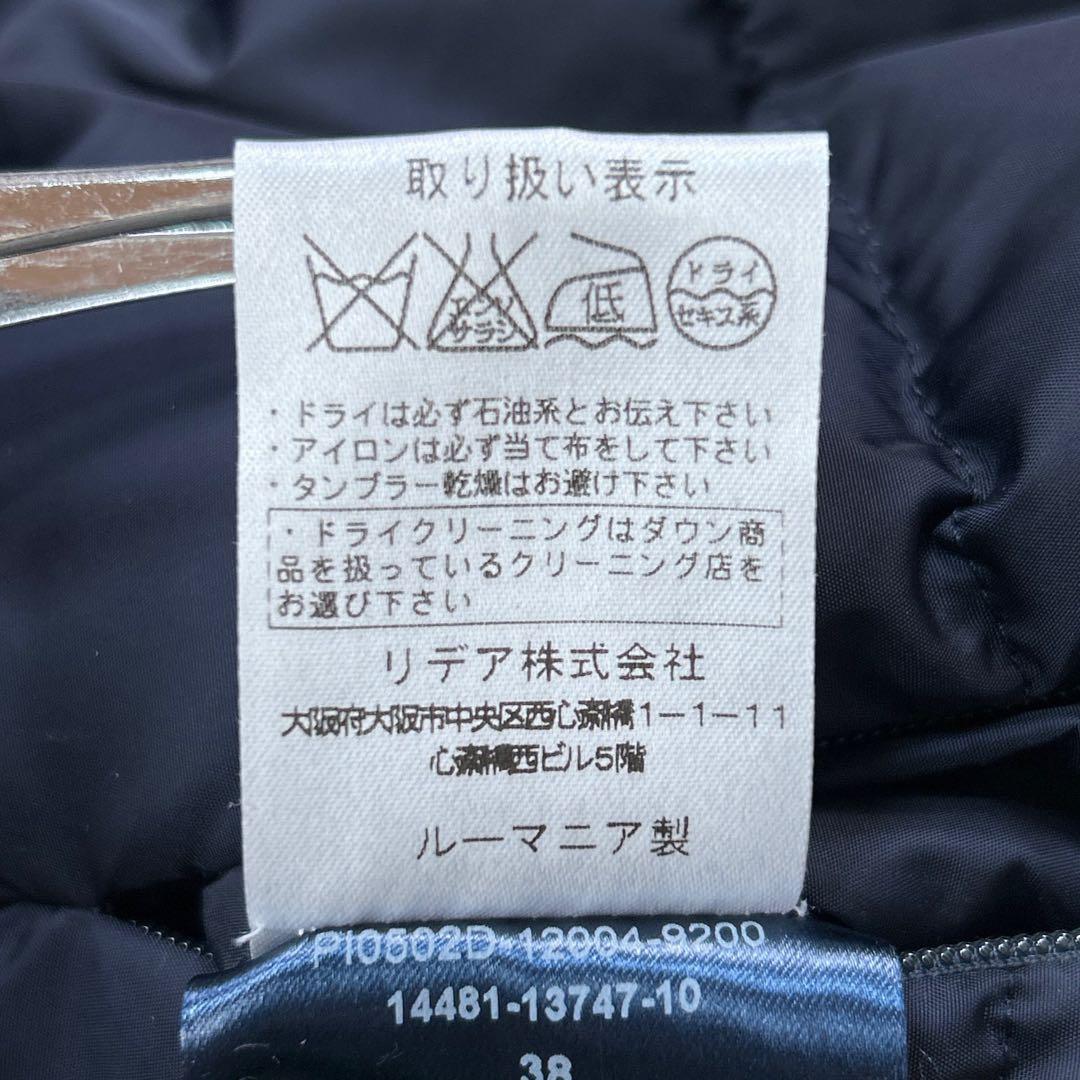 取り扱い表示
エンソ
サラシ
低
ドライ
セキユ系
・ドライは必ず石油系とお伝え下さい
・アイロンは必ず当て布をして下さい
・タンブラー乾燥はお避け下さい
・ドライクリーニングはダウン商
品を扱っているクリーニング店を
お選び下さい
リデア株式会社
大阪府大阪市中央区西心斎橋1-1-11
心斎橋西ビル5階
ルーマニア製
PI0502D-12004-9200
14481-13747-10
38